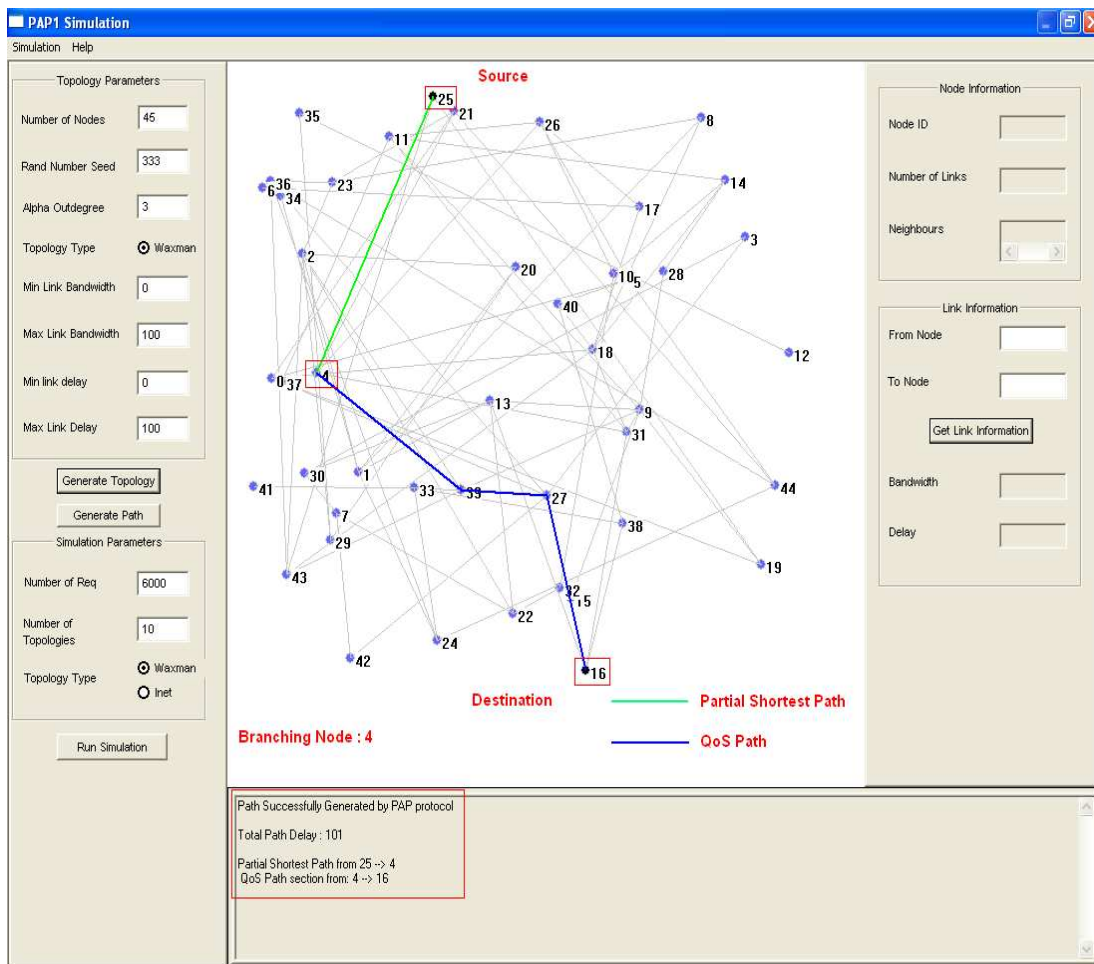 PAP1 Simulation
Simulation Help
Topology Parameters
Number of Nodes 45
Rand Number Seed 333
Alpha Outdegree 3
Topology Type Waxman
Min Link Bandwidth 0
Max Link Bandwidth 100
Min link delay 0
Max Link Delay 100
Generate Topology
Generate Path
Simulation Parameters
Number of Req 6000
Number of
Topologies 10
Topology Type Waxman
Inet
Run Simulation
Source
25
21
35
11
26
8
36
6
34
23
14
17
3
2
20
10
5
28
40
18
12
0
37
4
13
9
31
30
1
41
33
39
27
44
7
38
29
43
19
32
15
22
24
42
16
Destination
Partial Shortest Path
Branching Node : 4
QoS Path
Node Information
Node ID
Number of Links
Neighbours
Link Information
From Node
To Node
Get Link Information
Bandwidth
Delay
Path Successfully Generated by PAP protocol
Total Path Delay : 101
Partial Shortest Path from 25 --> 4
QoS Path section from: 4 --> 16